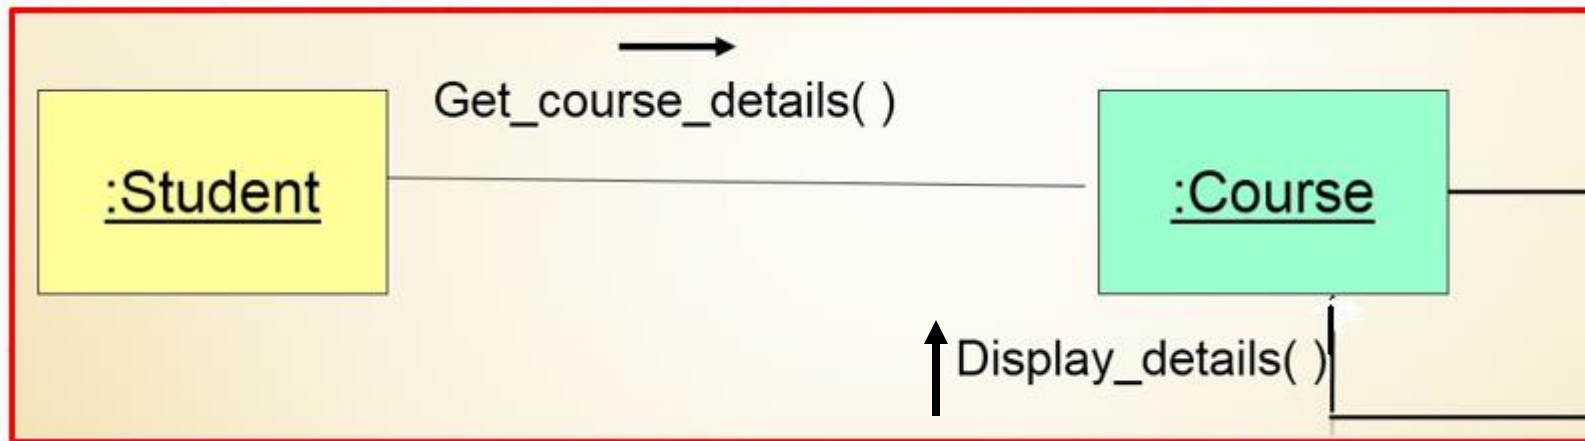 Get_course_details( )
:Student
:Course
Display_details( )